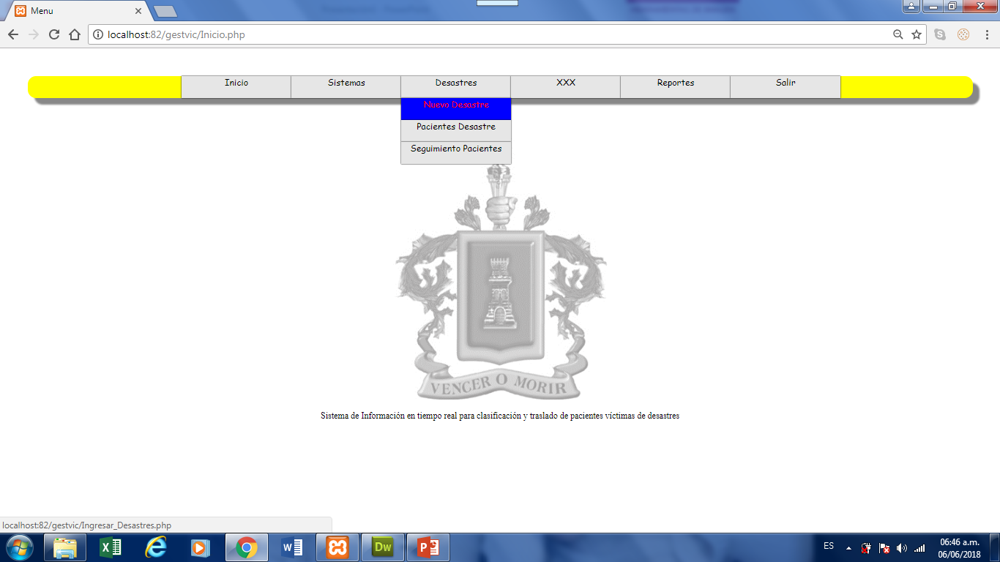 Menu
localhost:82/gestvic/Inicio.php
Inicio
Sistemas
Desastres
XXX
Reportes
Salir
Nuevo Desastre
Pacientes Desastre
Seguimiento Pacientes
VENCER O MORIR
Sistema de Información en tiempo real para clasificación y traslado de pacientes víctimas de desastres
localhost:82/gestvic/Ingresar_Desastres.php
Dw
ES
06:46 a.m.
06/06/2018